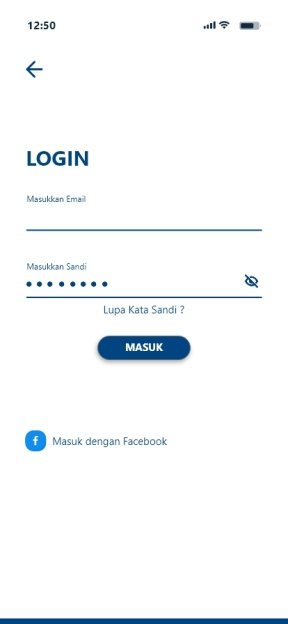 12:50
LOGIN
Masukkan Email
Masukkan Sandi
Lupa Kata Sandi ?
MASUK
f Masuk dengan Facebook